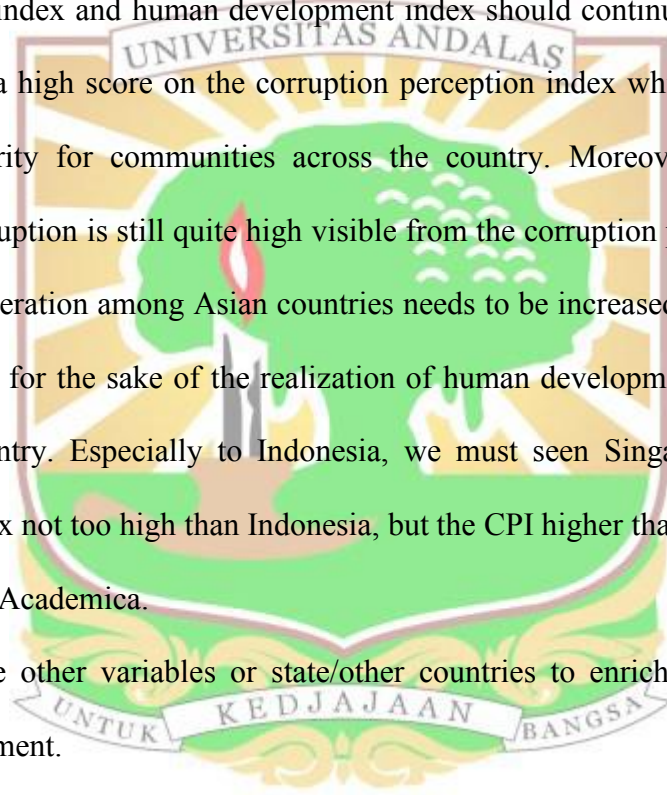 index and human development index should continu
UNIVERSITAS ANDALAS
a high score on the corruption perception index wh
rity for communities across the country. Moreov
uption is still quite high visible from the corruption p
eration among Asian countries needs to be increased
for the sake of the realization of human developm
ntry. Especially to Indonesia, we must seen Singa
x not too high than Indonesia, but the CPI higher tha
Academica.
e other variables or state/other countries to enrich
UNTUK KEDJAJAAN BANGSA
ment.